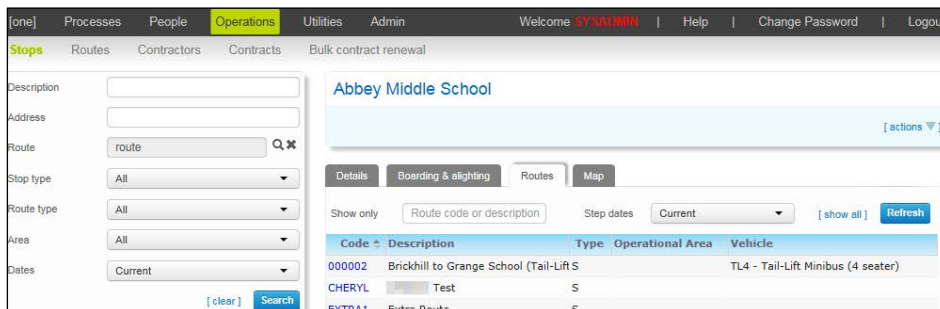 [one] Processes People Operations Utilities Admin Welcome SYSADMIN | Help | Change Password | Logou
Stops Routes Contractors Contracts Bulk contract renewal
Description
Address
Route route
Stop type All
Route type All
Area All
Dates Current
[ clear ] Search
Abbey Middle School
[ actions ]
Details Boarding & alighting Routes Map
Show only Route code or description Step dates Current [ show all ] Refresh
Code Description Type Operational Area Vehicle
000002 Brickhill to Grange School (Tail-Lift S TL4 - Tail-Lift Minibus (4 seater)
CHERYL Test S
EXTRA1 Extra Route S